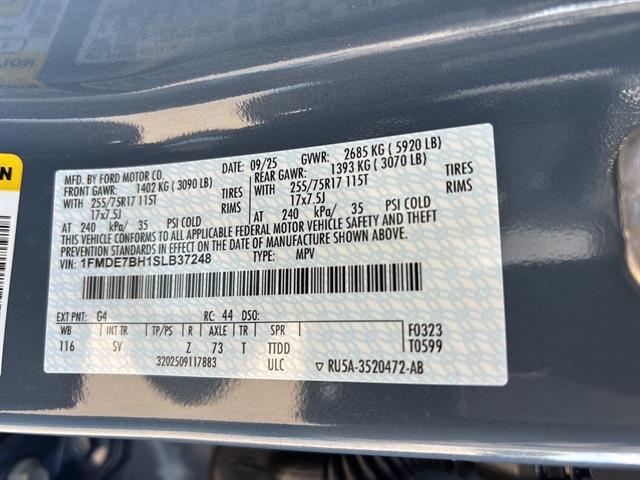 MFD. BY FORD MOTOR CO.
DATE: 09/25 GVWR: 2685 KG ( 5920 LB)
FRONT GAWR: 1402 KG ( 3090 LB) REAR GAWR: 1393 KG ( 3070 LB)
WITH 255/75R17 115T TIRES WITH 255/75R17 115T TIRES
17x7.5J RIMS 17x7.5J RIMS
AT 240 kPa/ 35 PSI COLD AT 240 kPa/ 35 PSI COLD
THIS VEHICLE CONFORMS TO ALL APPLICABLE FEDERAL MOTOR VEHICLE SAFETY AND THEFT
PREVENTION STANDARDS IN EFFECT ON THE DATE OF MANUFACTURE SHOWN ABOVE.
VIN: 1FMDE7BH1SLB37248 TYPE: MPV
EXT PNT: G4 RC: 44 DSO:
WB INT TR TP/PS R AXLE TR SPR F0323
116 SV Z 73 T TTDD T0599
3202509117883 ULC ▽ RU5A-3520472-AB